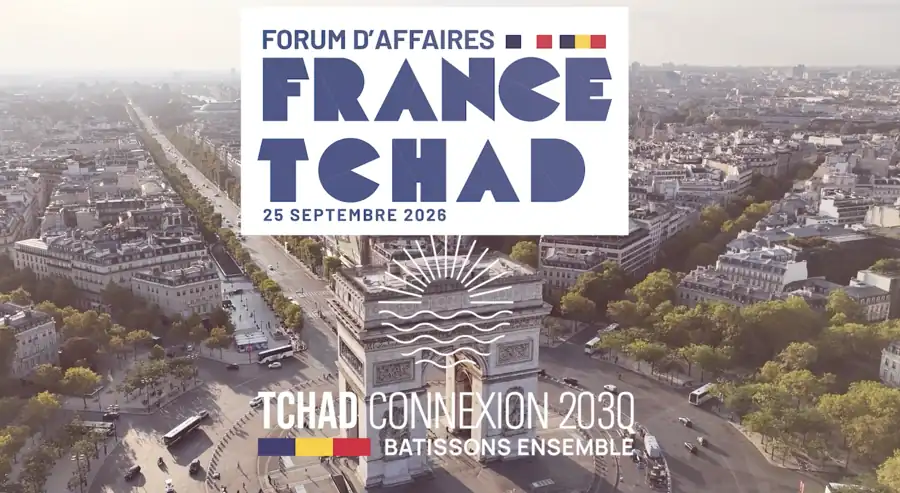 FORUM D'AFFAIRES
FRANCE
TCHAD
25 SEPTEMBRE 2026
TCHAD CONNEXION 2030
BATISSONS ENSEMBLE